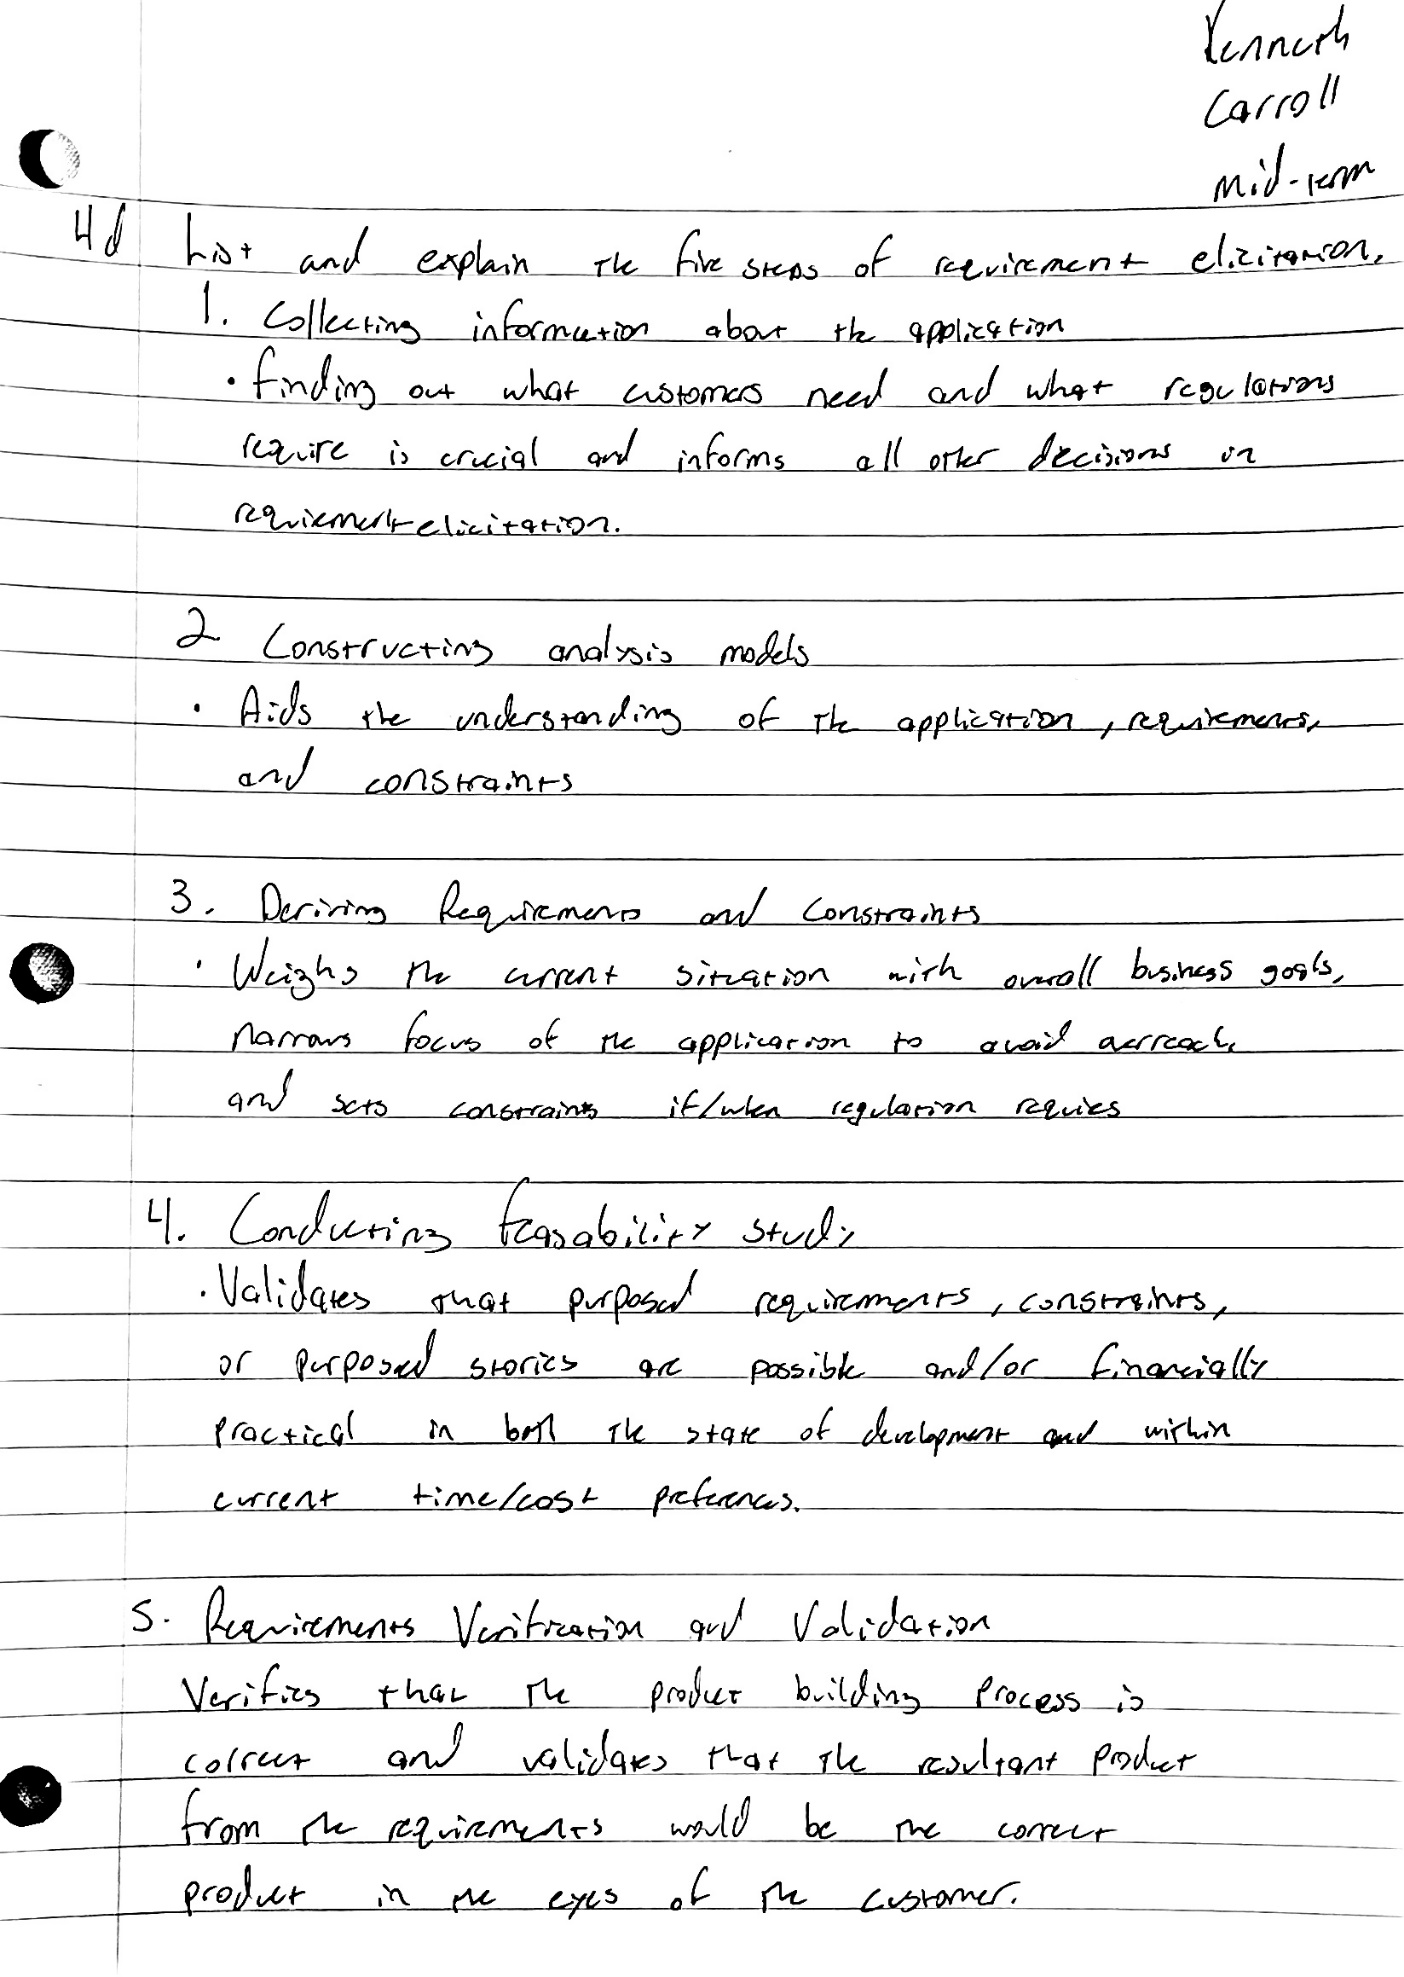 Kenneth
Carroll
Mid-term
4d List and explain the five steps of requirement elicitation.
1. Collecting information about the application
• Finding out what customers need and what regulations
require is crucial and informs all other decisions in
requirement elicitation.
2 Constructing analysis models
• Aids the understanding of the application, requirements,
and constraints
3. Deriving Requirements and Constraints
• Weighs the current situation with overall business goals,
narrows focus of the application to avoid overreach,
and sets constraints if/when regulation requires
4. Conducting feasability study
• Validates that purposed requirements, constraints,
or purposed stories are possible and/or financially
practical in both the state of development and within
current time/cost preferences.
5. Requirements Verification and Validation
Verifies that the product building process is
correct and validates that the resultant product
from the requirements would be the correct
product in the eyes of the customer.